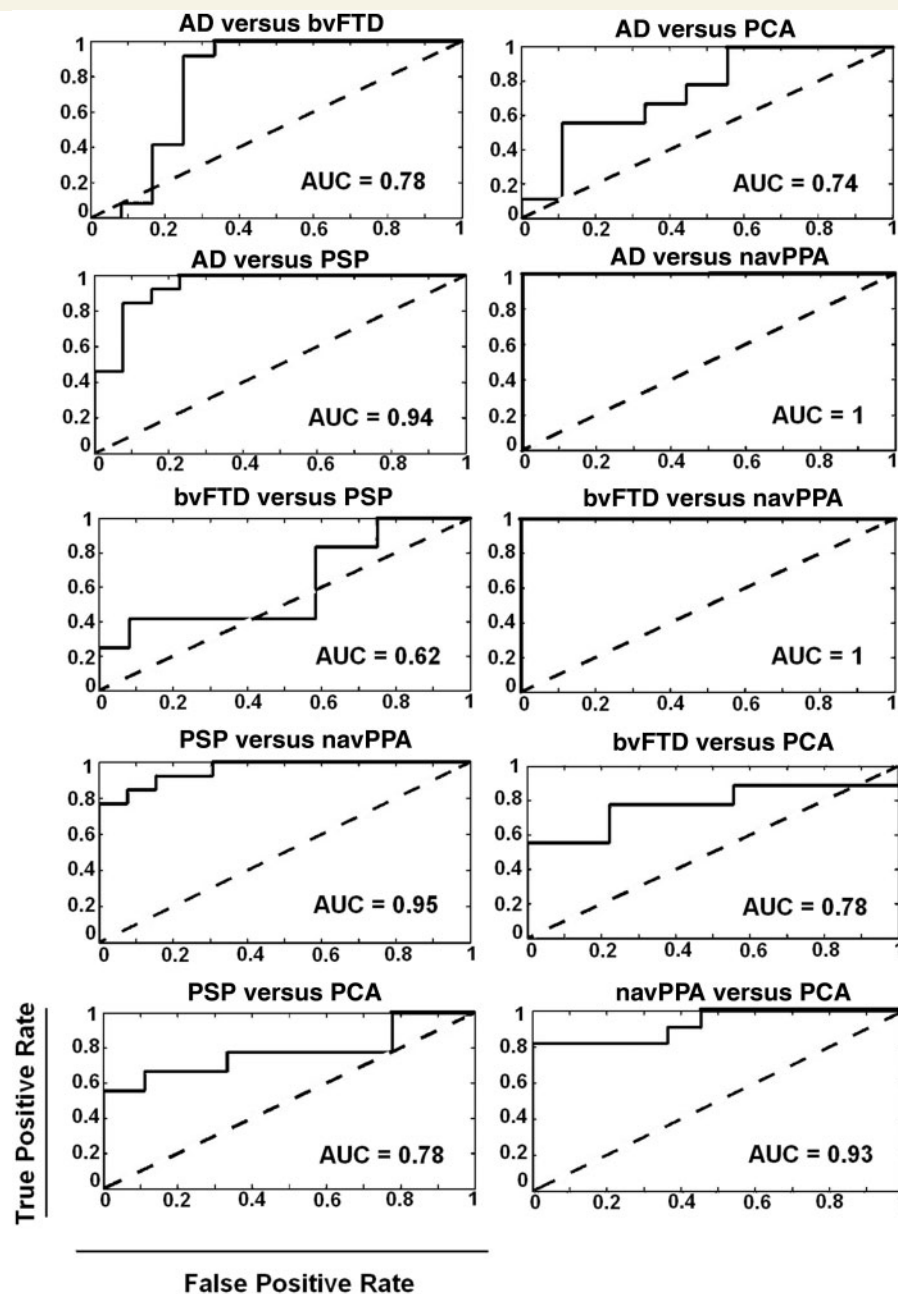 AD versus bvFTD
1
0.8
0.6
0.4
0.2
0
AUC = 0.78
0 0.2 0.4 0.6 0.8 1
AD versus PCA
1
0.8
0.6
0.4
0.2
0
AUC = 0.74
0 0.2 0.4 0.6 0.8 1
AD versus PSP
1
0.8
0.6
0.4
0.2
0
AUC = 0.94
0 0.2 0.4 0.6 0.8 1
AD versus navPPA
1
0.8
0.6
0.4
0.2
0
AUC = 1
0 0.2 0.4 0.6 0.8 1
bvFTD versus PSP
1
0.8
0.6
0.4
0.2
0
AUC = 0.62
0 0.2 0.4 0.6 0.8 1
bvFTD versus navPPA
1
0.8
0.6
0.4
0.2
0
AUC = 1
0 0.2 0.4 0.6 0.8 1
PSP versus navPPA
1
0.8
0.6
0.4
0.2
0
AUC = 0.95
0 0.2 0.4 0.6 0.8 1
bvFTD versus PCA
1
0.8
0.6
0.4
0.2
0
AUC = 0.78
0 0.2 0.4 0.6 0.8 1
PSP versus PCA
1
0.8
0.6
0.4
0.2
0
AUC = 0.78
0 0.2 0.4 0.6 0.8 1
navPPA versus PCA
1
0.8
0.6
0.4
0.2
0
AUC = 0.93
0 0.2 0.4 0.6 0.8 1
True Positive Rate
False Positive Rate